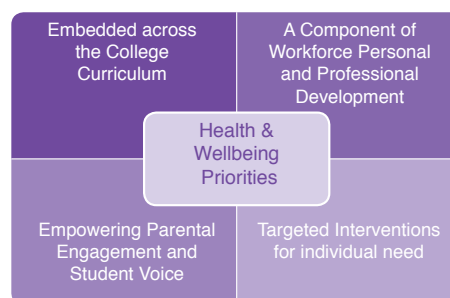 Embedded across
the College
Curriculum
A Component of
Workforce Personal
and Professional
Development
Health &
Wellbeing
Priorities
Empowering Parental
Engagement and
Student Voice
Targeted Interventions
for individual need